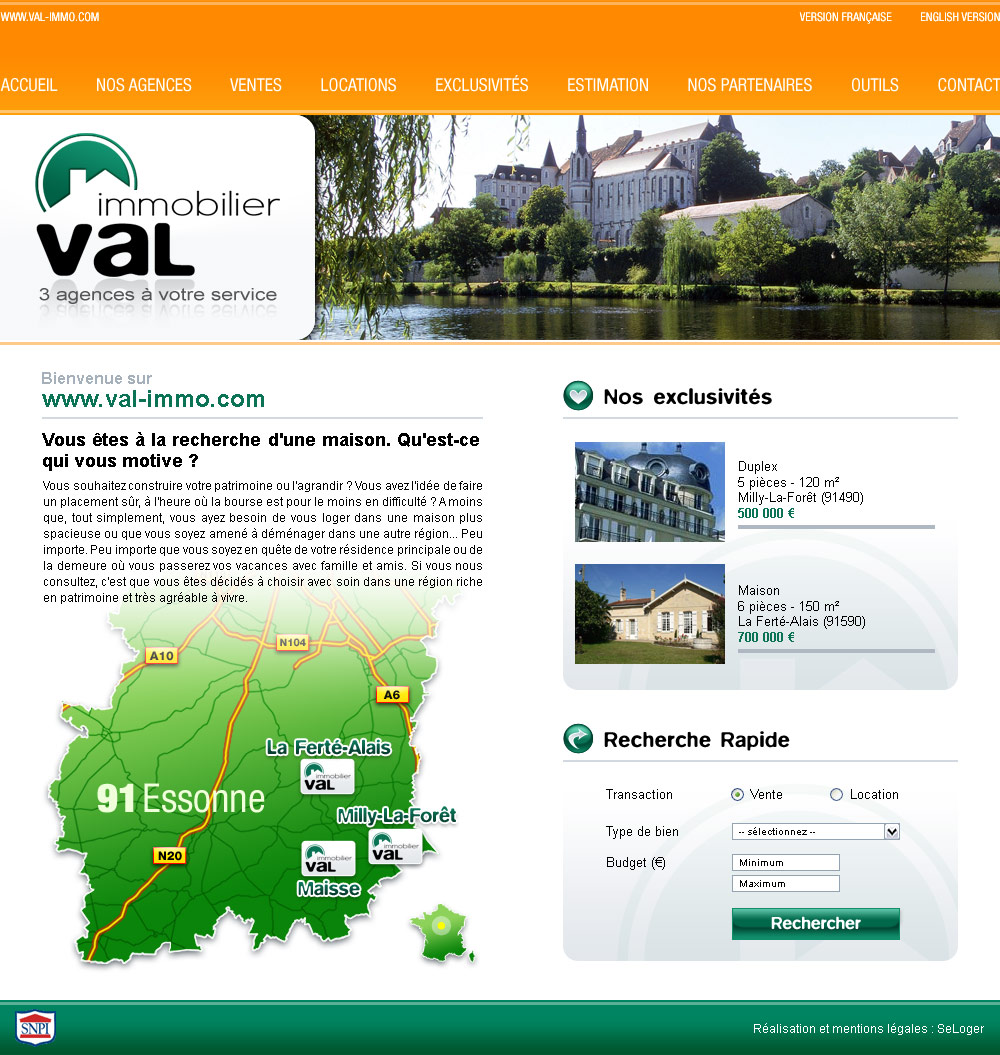 WWW.VAL-IMMO.COM
VERSION FRANÇAISE ENGLISH VERSION
ACCUEIL NOS AGENCES VENTES LOCATIONS EXCLUSIVITÉS ESTIMATION NOS PARTENAIRES OUTILS CONTACT
immobilier
VAL
3 agences à votre service
Bienvenue sur
www.val-immo.com
Vous êtes à la recherche d'une maison. Qu'est-ce
qui vous motive ?
Vous souhaitez construire votre patrimoine ou l'agrandir ? Vous avez l'idée de faire
un placement sûr, à l'heure où la bourse est pour le moins en difficulté ? A moins
que, tout simplement, vous ayez besoin de vous loger dans une maison plus
spacieuse ou que vous soyez amené à déménager dans une autre région... Peu
importe. Peu importe que vous soyez en quête de votre résidence principale ou de
la demeure où vous passerez vos vacances avec famille et amis. Si vous nous
consultez, c'est que vous êtes décidés à choisir avec soin dans une région riche
en patrimoine et très agréable à vivre.
N104
A10
A6
La Ferté-Alais
immobilier
VAL
91 Essonne
Milly-La-Forêt
immobilier
VAL
N20
immobilier
VAL
Maisse
Nos exclusivités
Duplex
5 pièces - 120 m²
Milly-La-Forêt (91490)
500 000 €
Maison
6 pièces - 150 m²
La Ferté-Alais (91590)
700 000 €
Recherche Rapide
Transaction Vente Location
Type de bien -- sélectionnez --
Budget (€) Minimum
Maximum
Rechercher
SNPI
Réalisation et mentions légales : SeLoger